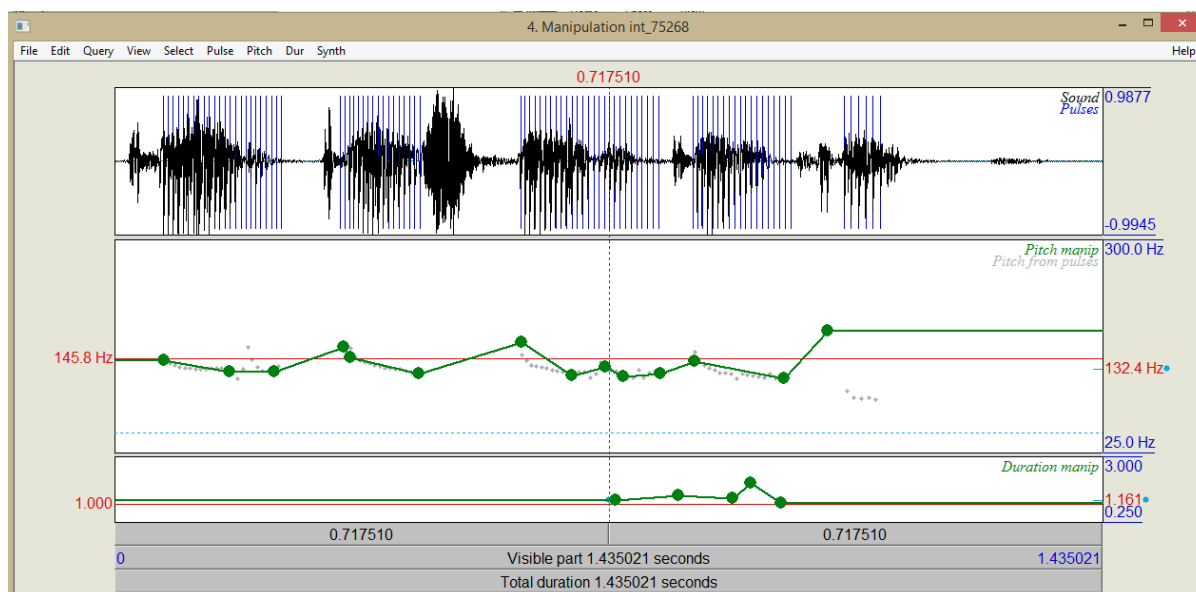 4. Manipulation int_75268
File Edit Query View Select Pulse Pitch Dur Synth Help
0.717510
Sound 0.9877
Pulses
-0.9945
Pitch manip 300.0 Hz
Pitch from pulses
145.8 Hz
132.4 Hz
25.0 Hz
Duration manip 3.000
1.000 1.161
0.250
0.717510 0.717510
0 Visible part 1.435021 seconds 1.435021
Total duration 1.435021 seconds